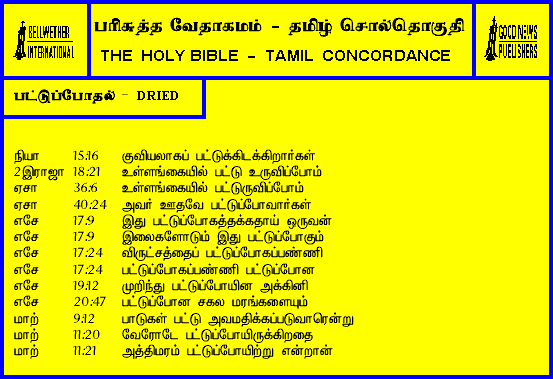 BELLWETHER
INTERNATIONAL
பரிசுத்த வேதாகமம் - தமிழ் சொல்தொகுதி
THE HOLY BIBLE - TAMIL CONCORDANCE
GOOD NEWS
PUBLISHERS
பட்டுப்போதல் - DRIED
நியா 15:16 குவியலாகப் பட்டுக்கிடக்கிறார்கள்
2இராஜா 18:21 உள்ளங்கையில் பட்டு உருவிப்போம்
ஏசா 36:6 உள்ளங்கையில் பட்டுருவிப்போம்
ஏசா 40:24 அவர் ஊதவே பட்டுப்போவார்கள்
எசே 17:9 இது பட்டுப்போகத்தக்கதாய் ஒருவன்
எசே 17:9 இலைகளோடும் இது பட்டுப்போகும்
எசே 17:24 விருட்சத்தைப் பட்டுப்போகப்பண்ணி
எசே 17:24 பட்டுப்போகப்பண்ணி பட்டுப்போன
எசே 19:12 முறிந்து பட்டுப்போயின அக்கினி
எசே 20:47 பட்டுப்போன சகல மரங்களையும்
மாற் 9:12 பாடுகள் பட்டு அவமதிக்கப்படுவாரென்று
மாற் 11:20 வேரோடே பட்டுப்போயிருக்கிறதை
மாற் 11:21 அத்திமரம் பட்டுப்போயிற்று என்றான்